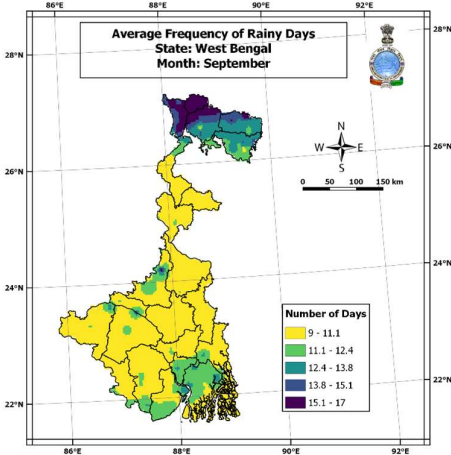 86°E 88°E 90°E
Average Frequency of Rainy Days
State: West Bengal
Month: September
28°N 28°N
N
W E
S
26°N 26°N
0 50 100 150 km
24°N 24°N
Number of Days
9 - 11.1
11.1 - 12.4
12.4 - 13.8
13.8 - 15.1
15.1 - 17
22°N 22°N
86°E 88°E 90°E 92°E